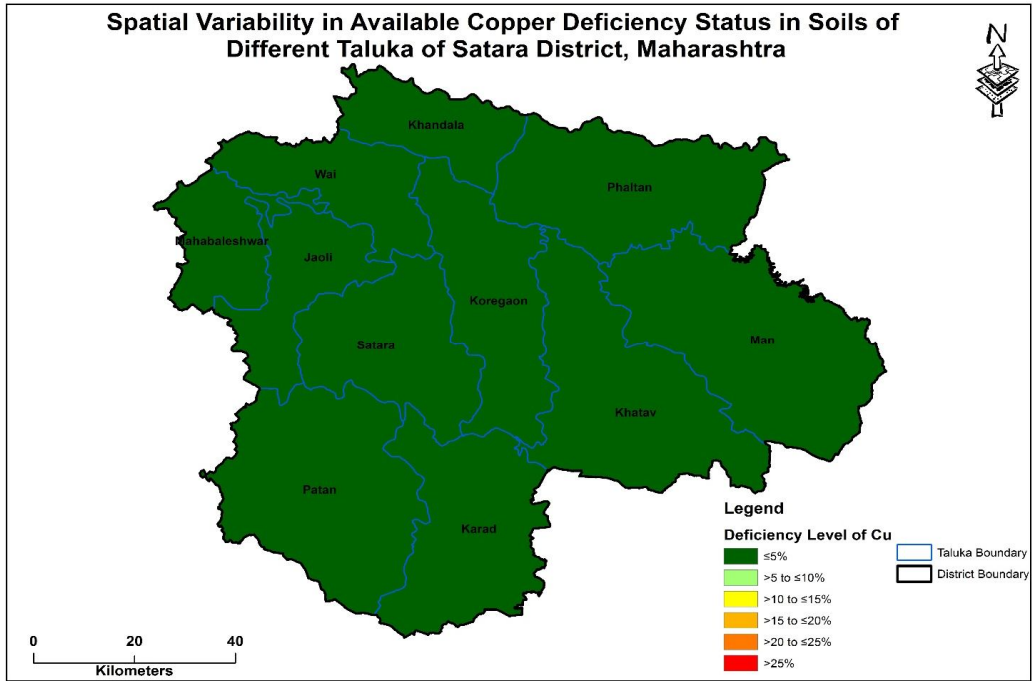 Spatial Variability in Available Copper Deficiency Status in Soils of
Different Taluka of Satara District, Maharashtra
N
Khandala
Wai
Phaltan
Mahabaleshwar
Jaoli
Koregaon
Satara
Man
Khatav
Patan
Karad
Legend
Deficiency Level of Cu
≤5%
>5 to ≤10%
>10 to ≤15%
>15 to ≤20%
>20 to ≤25%
>25%
Taluka Boundary
District Boundary
0 20 40
Kilometers